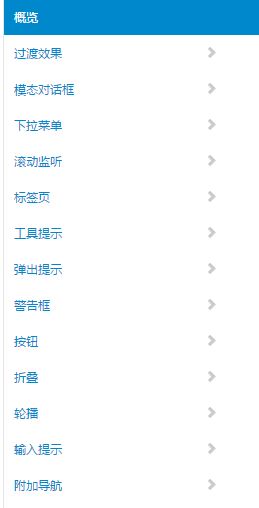 概览
过渡效果
模态对话框
下拉菜单
滚动监听
标签页
工具提示
弹出提示
警告框
按钮
折叠
轮播
输入提示
附加导航